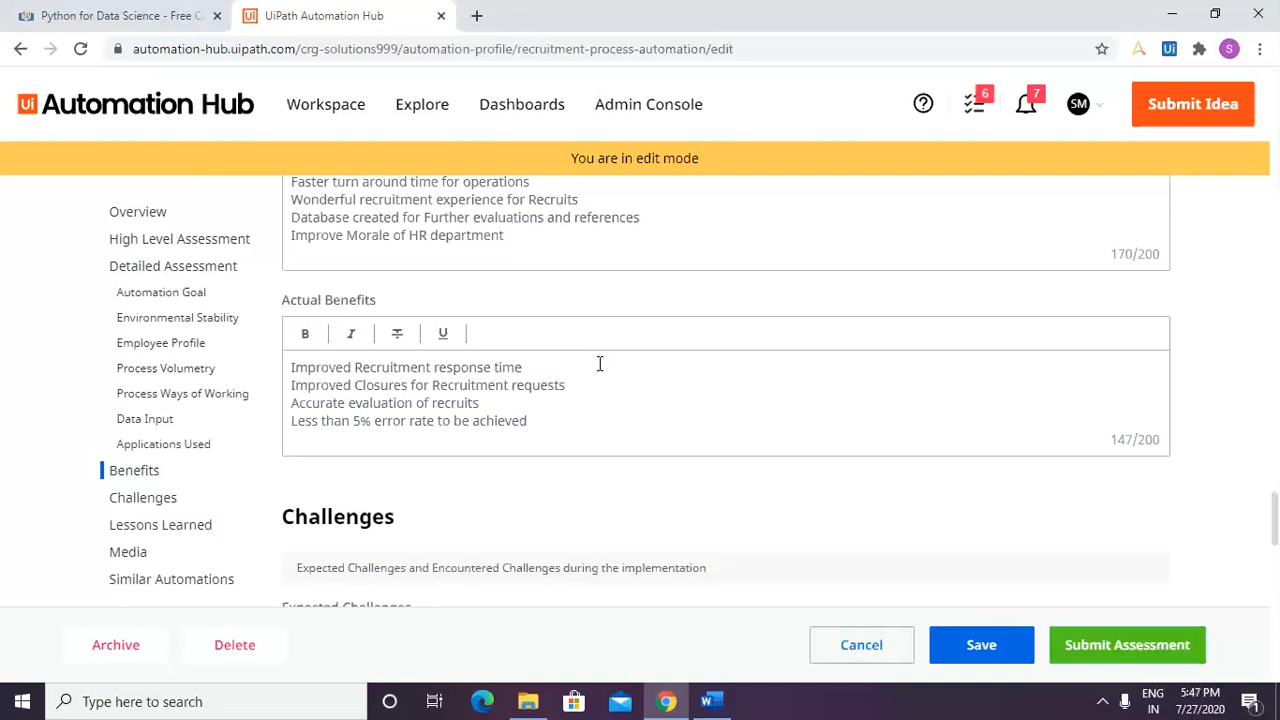 Python for Data Science - Free C
UiPath Automation Hub
automation-hub.uipath.com/crg-solutions999/automation-profile/recruitment-process-automation/edit
Ui
S
Ui Automation Hub
Workspace
Explore
Dashboards
Admin Console
6
7
SM
Submit Idea
You are in edit mode
Overview
High Level Assessment
Detailed Assessment
Automation Goal
Environmental Stability
Employee Profile
Process Volumetry
Process Ways of Working
Data Input
Applications Used
Benefits
Challenges
Lessons Learned
Media
Similar Automations
Faster turn around time for operations
Wonderful recruitment experience for Recruits
Database created for Further evaluations and references
Improve Morale of HR department
170/200
Actual Benefits
B I S U
Improved Recruitment response time
Improved Closures for Recruitment requests
Accurate evaluation of recruits
Less than 5% error rate to be achieved
147/200
Challenges
Expected Challenges and Encountered Challenges during the implementation
Expected Challenges
Archive
Delete
Cancel
Save
Submit Assessment
Type here to search
ENG
IN
5:47 PM
7/27/2020
1